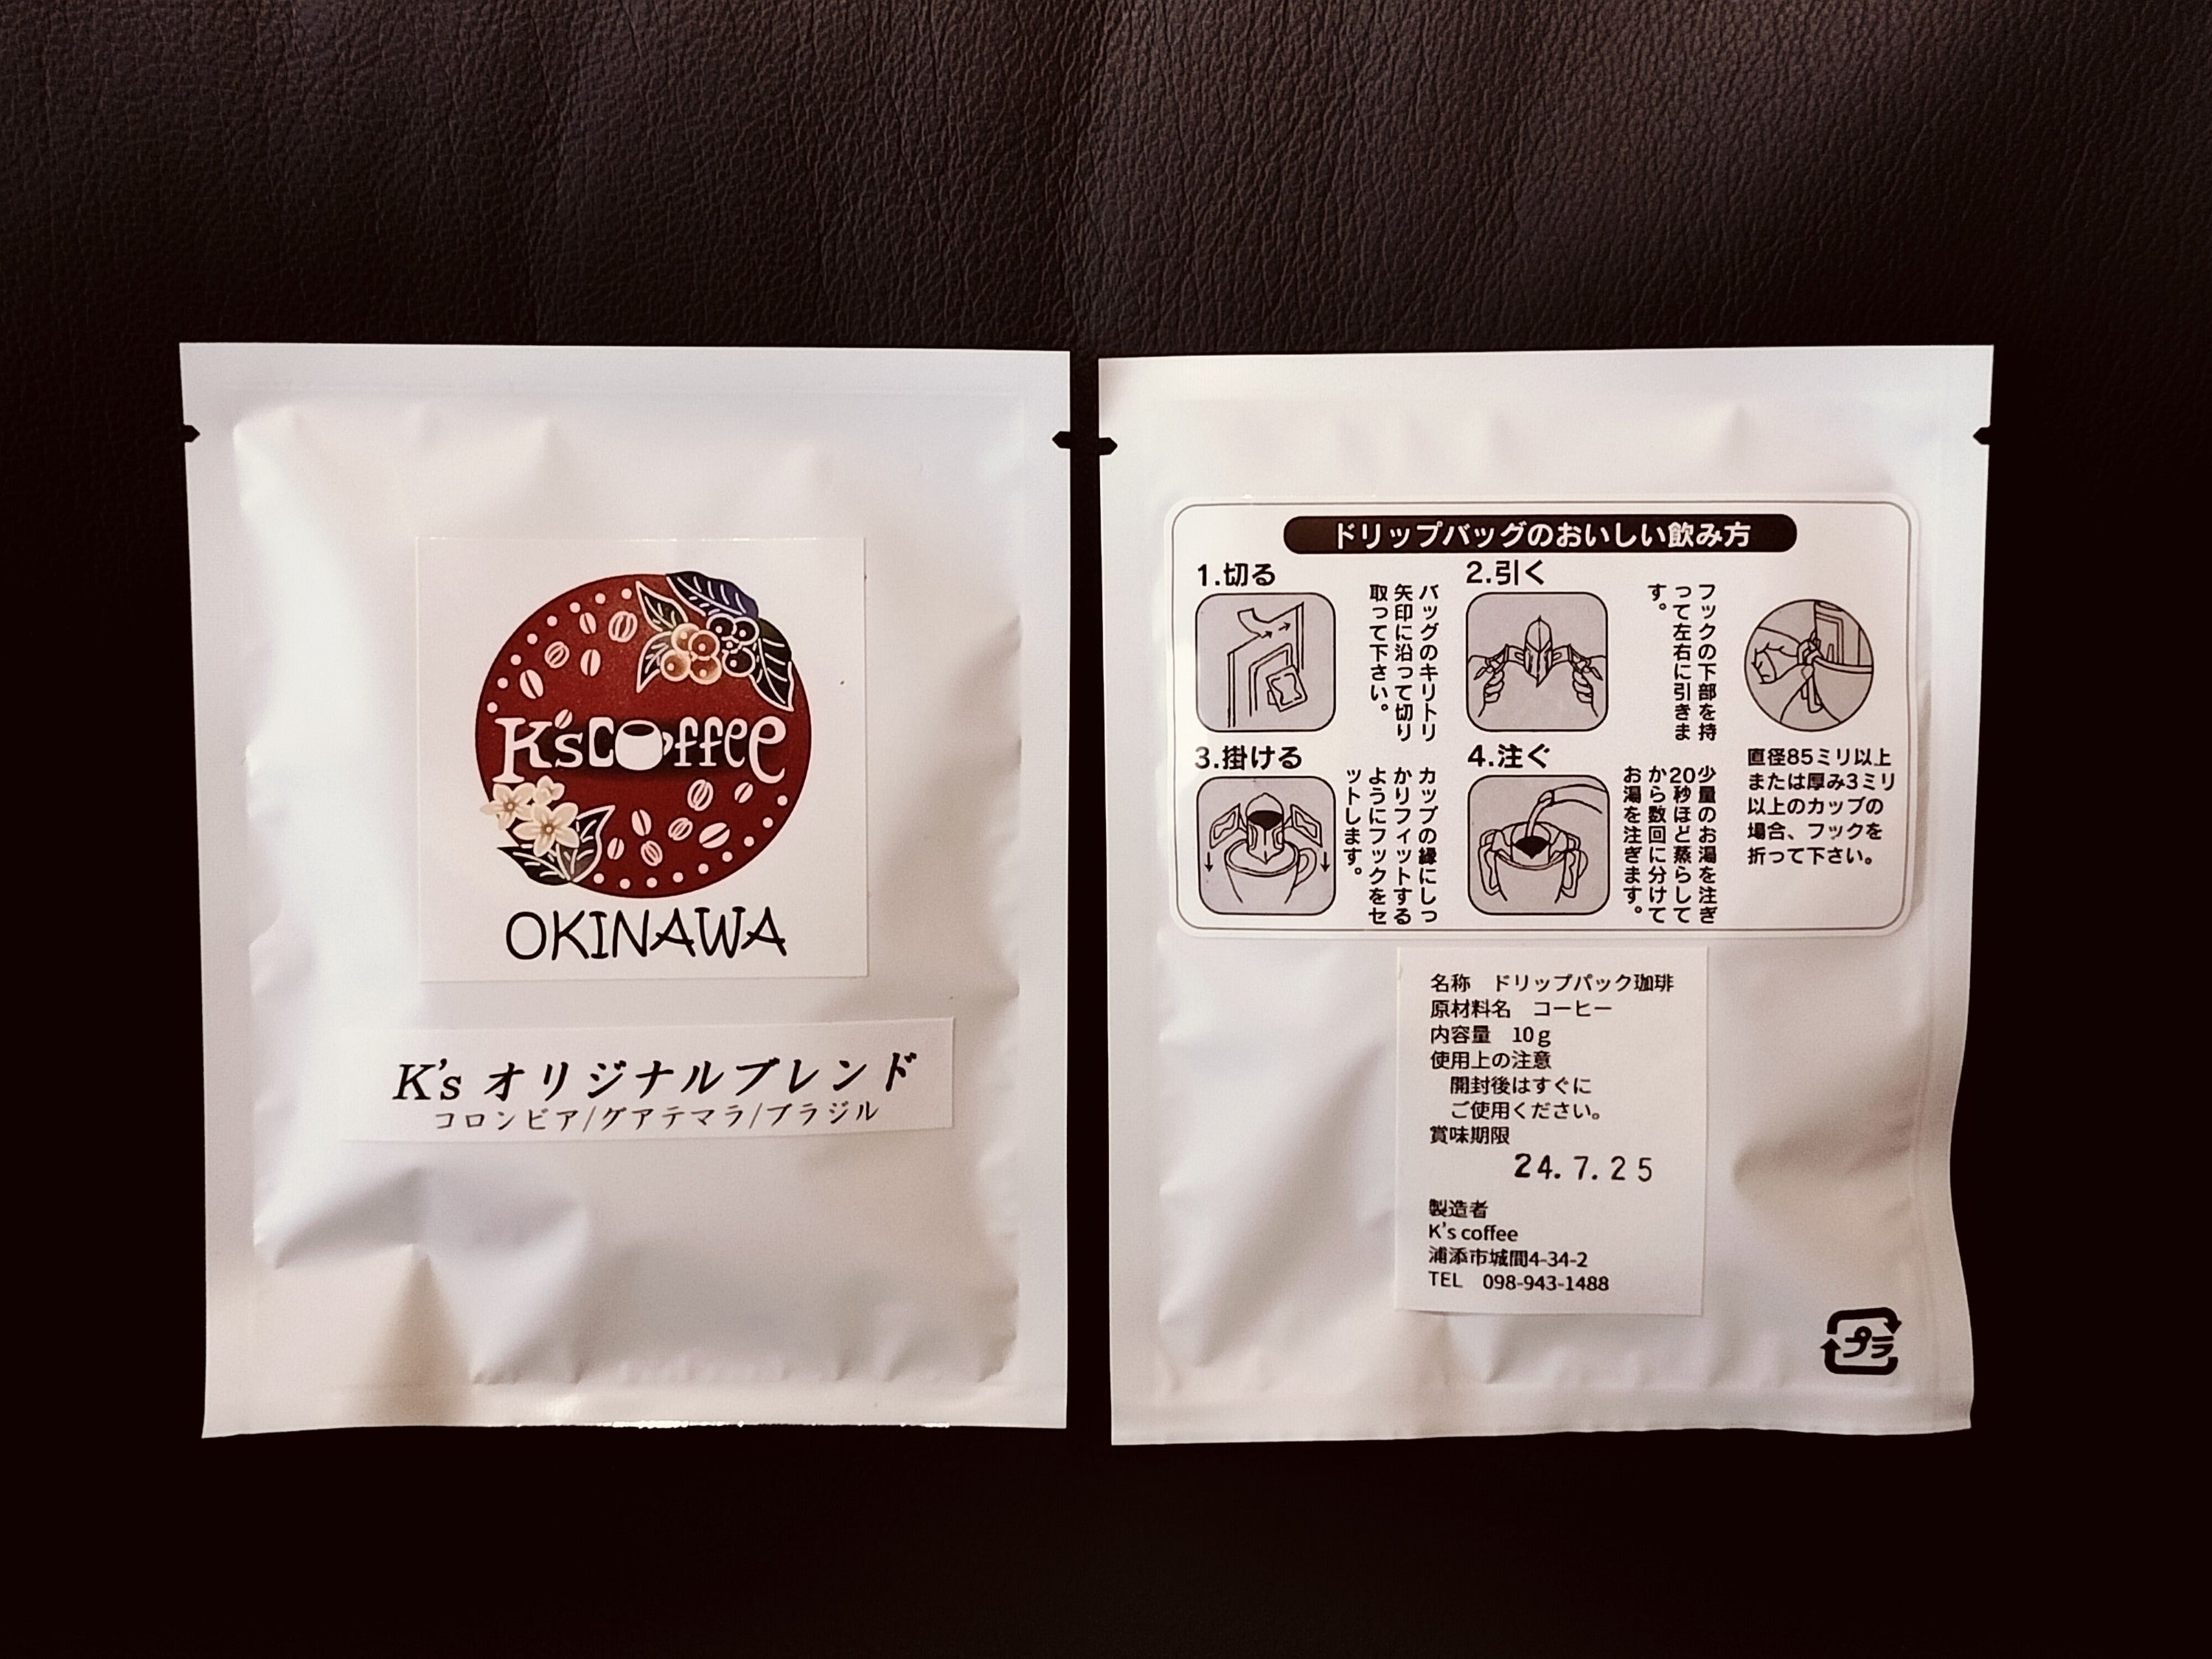 K's Coffee
OKINAWA
K's オリジナルブレンド
コロンビア/グアテマラ/ブラジル
ドリップバッグのおいしい飲み方
1.切る
バッグのキリトリ
矢印に沿って切り
取って下さい。
2.引く
フックの下部を持
って左右に引きま
す。
3.掛ける
カップの縁にしっ
かりフィットする
ようにフックをセ
ットします。
4.注ぐ
少量のお湯を注ぎ
20秒ほど蒸らして
から数回に分けて
お湯を注ぎます。
直径85ミリ以上
または厚み3ミリ
以上のカップの
場合、フックを
折って下さい。
名称 ドリップパック珈琲
原材料名 コーヒー
内容量 10g
使用上の注意
開封後はすぐに
ご使用ください。
賞味期限
24.7.25
製造者
K's coffee
浦添市城間4-34-2
TEL 098-943-1488
プラ